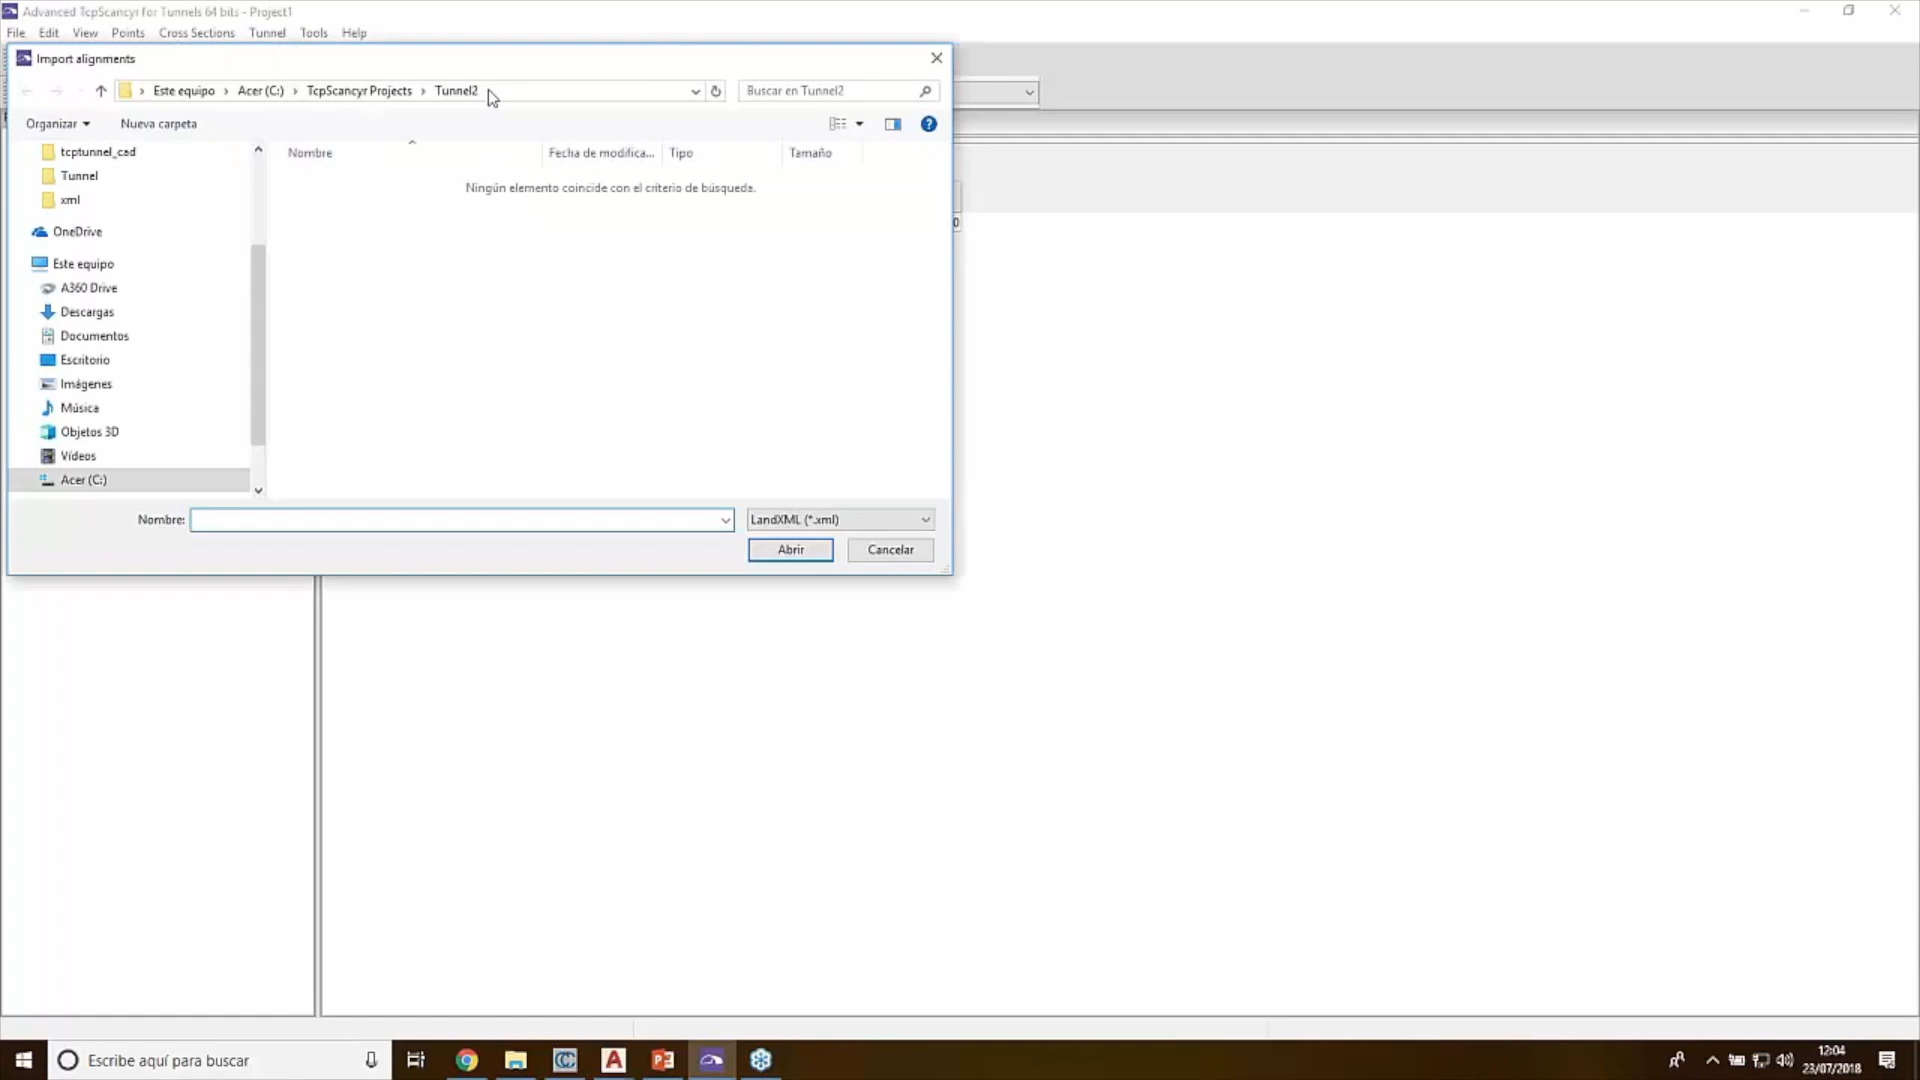 Advanced TcpScancyr for Tunnels 64 bits - Project1
File Edit View Points Cross Sections Tunnel Tools Help
Import alignments
Este equipo › Acer (C:) › TcpScancyr Projects › Tunnel2
Buscar en Tunnel2
Organizar Nueva carpeta
Nombre Fecha de modifica... Tipo Tamaño
Ningún elemento coincide con el criterio de búsqueda.
tcptunnel_cad
Tunnel
xml
OneDrive
Este equipo
A360 Drive
Descargas
Documentos
Escritorio
Imágenes
Música
Objetos 3D
Vídeos
Acer (C:)
0
Nombre: LandXML (*.xml)
Abrir Cancelar
Escribe aquí para buscar
12:04
23/07/2018